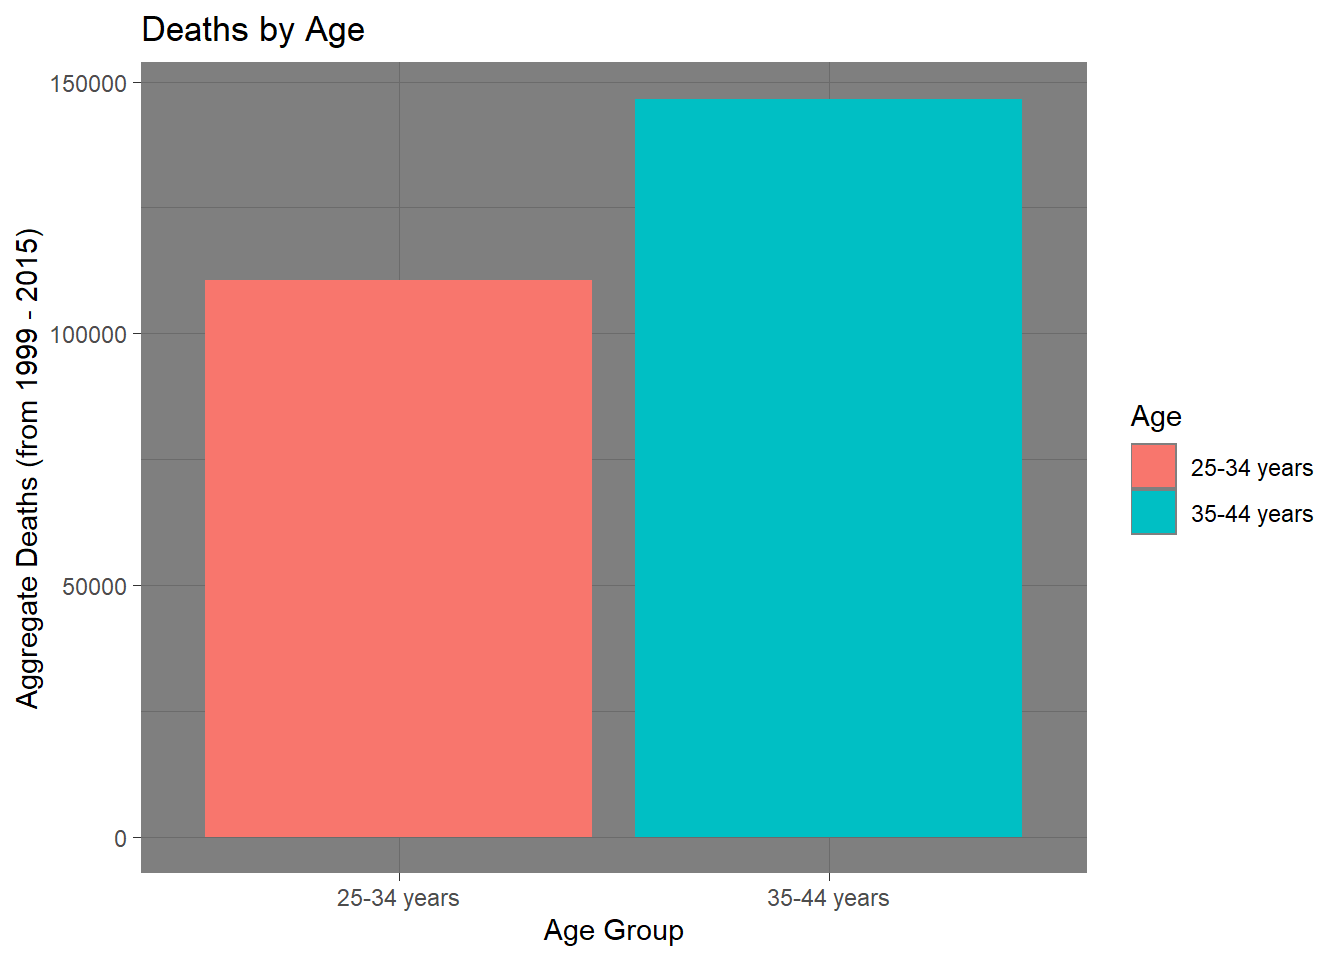 Deaths by Age
150000
100000
50000
0
Aggregate Deaths (from 1999 - 2015)
25-34 years
35-44 years
Age Group
Age
25-34 years
35-44 years